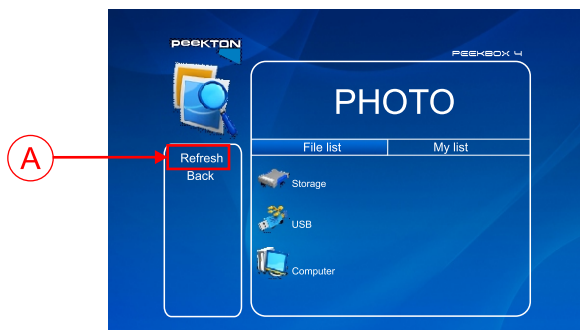 PEEKTON
PEEKBOX 4
PHOTO
File list
My list
A
Refresh
Back
Storage
USB
Computer